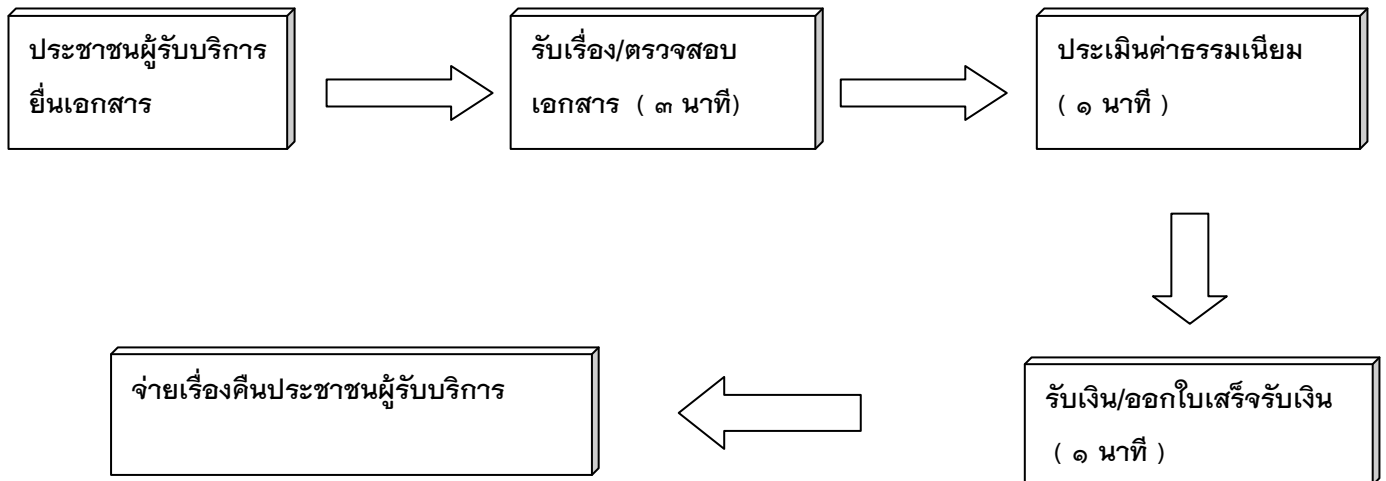 ประชาชนผู้รับบริการ
ยื่นเอกสาร
รับเรื่อง/ตรวจสอบ
เอกสาร ( ๓ นาที)
ประเมินค่าธรรมเนียม
( ๑ นาที )
รับเงิน/ออกใบเสร็จรับเงิน
( ๑ นาที )
จ่ายเรื่องคืนประชาชนผู้รับบริการ